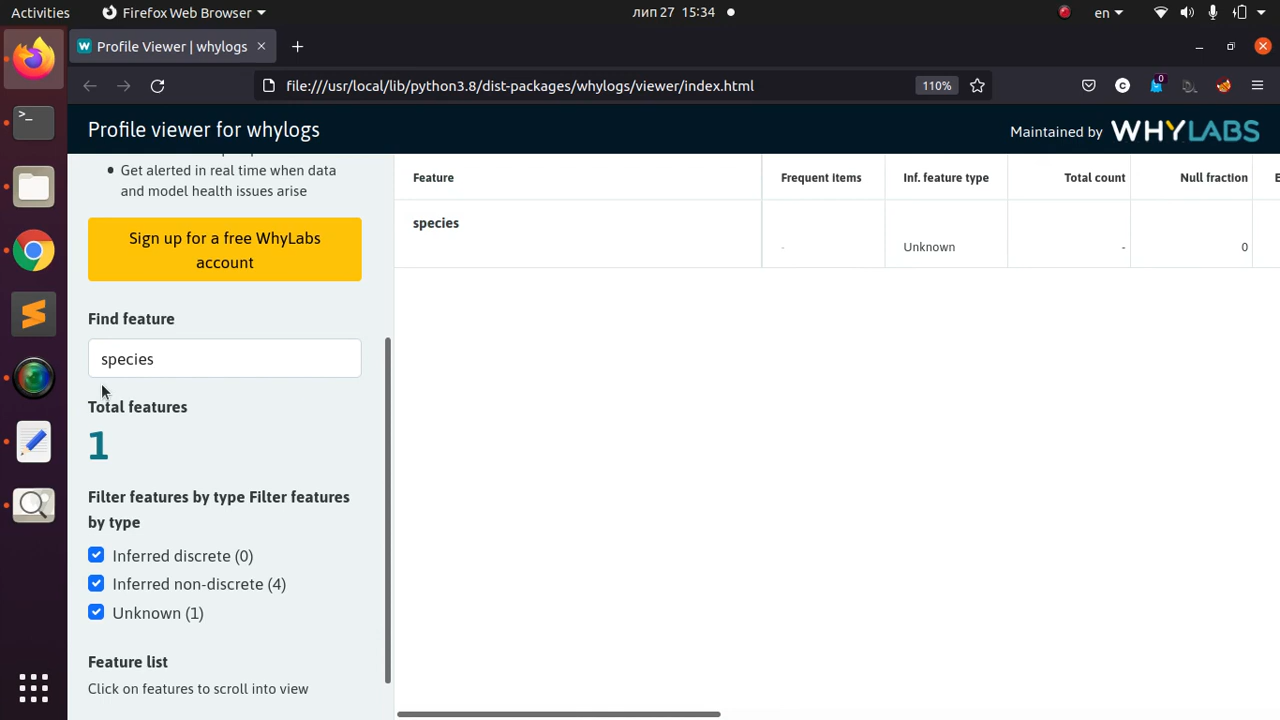 Activities
Firefox Web Browser
лип 27 15:34
en
Profile Viewer | whylogs
file:///usr/local/lib/python3.8/dist-packages/whylogs/viewer/index.html
110%
0
Profile viewer for whylogs
Maintained by WHYLABS
Get alerted in real time when data
and model health issues arise
Sign up for a free WhyLabs
account
Find feature
species
Total features
1
Filter features by type Filter features
by type
Inferred discrete (0)
Inferred non-discrete (4)
Unknown (1)
Feature list
Click on features to scroll into view
Feature Frequent items Inf. feature type Total count Null fraction
species
- Unknown - 0